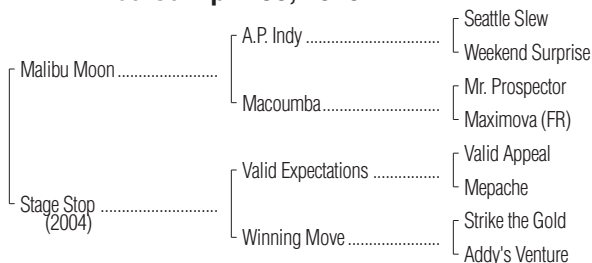 Malibu Moon
A.P. Indy
Seattle Slew
Weekend Surprise
Macoumba
Mr. Prospector
Maximova (FR)
Stage Stop
(2004)
Valid Expectations
Valid Appeal
Mepache
Winning Move
Strike the Gold
Addy's Venture